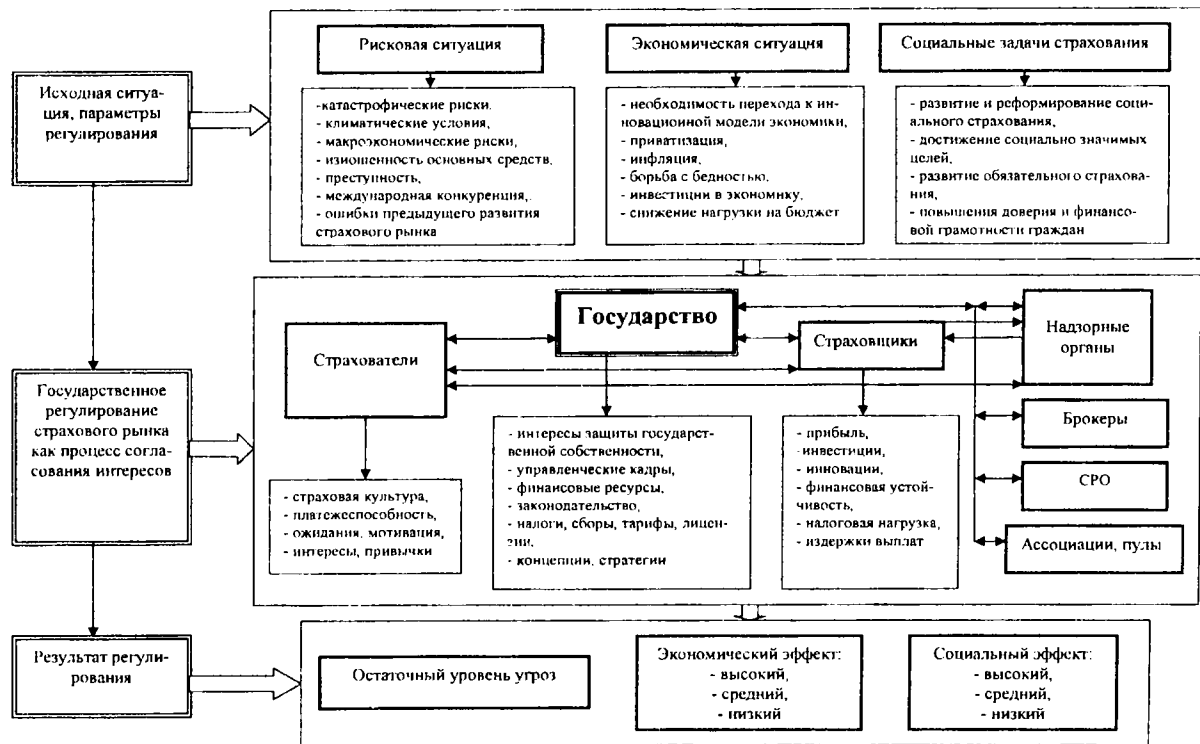 Исходная ситуа-
ция, параметры
регулирования
Рисковая ситуация
-катастрофические риски,
- климатические условия,
- макроэкономические риски,
- изношенность основных средств,
- преступность,
- международная конкуренция,
- ошибки предыдущего развития
страхового рынка
Экономическая ситуация
- необходимость перехода к ин-
новационной модели экономики,
- приватизация,
- инфляция,
- борьба с бедностью,
- инвестиции в экономику,
- снижение нагрузки на бюджет
Социальные задачи страхования
- развитие и реформирование соци-
ального страхования,
- достижение социально значимых
целей,
- развитие обязательного страхова-
ния,
- повышения доверия и финансо-
вой грамотности граждан
Государственное
регулирование
страхового рынка
как процесс согла-
сования интересов
Государство
Страхователи
Страховщики
Надзорные
органы
Брокеры
СРО
Ассоциации, пулы
- страховая культура,
- платежеспособность,
- ожидания, мотивация,
- интересы, привычки
- интересы защиты государст-
венной собственности,
- управленческие кадры,
- финансовые ресурсы,
- законодательство,
- налоги, сборы, тарифы, лицен-
зии,
- концепции, стратегии
- прибыль,
- инвестиции,
- инновации,
- финансовая устой-
чивость,
- налоговая нагрузка,
- издержки выплат
Результат регули-
рования
Остаточный уровень угроз
Экономический эффект:
- высокий,
- средний,
- низкий
Социальный эффект:
- высокий,
- средний,
- низкий